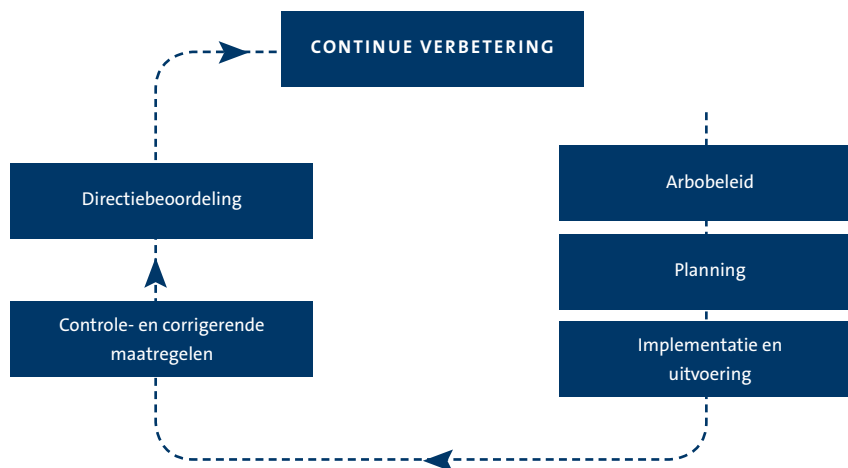 CONTINUE VERBETERING
Arbobeleid
Planning
Implementatie en
uitvoering
Controle- en corrigerende
maatregelen
Directiebeoordeling